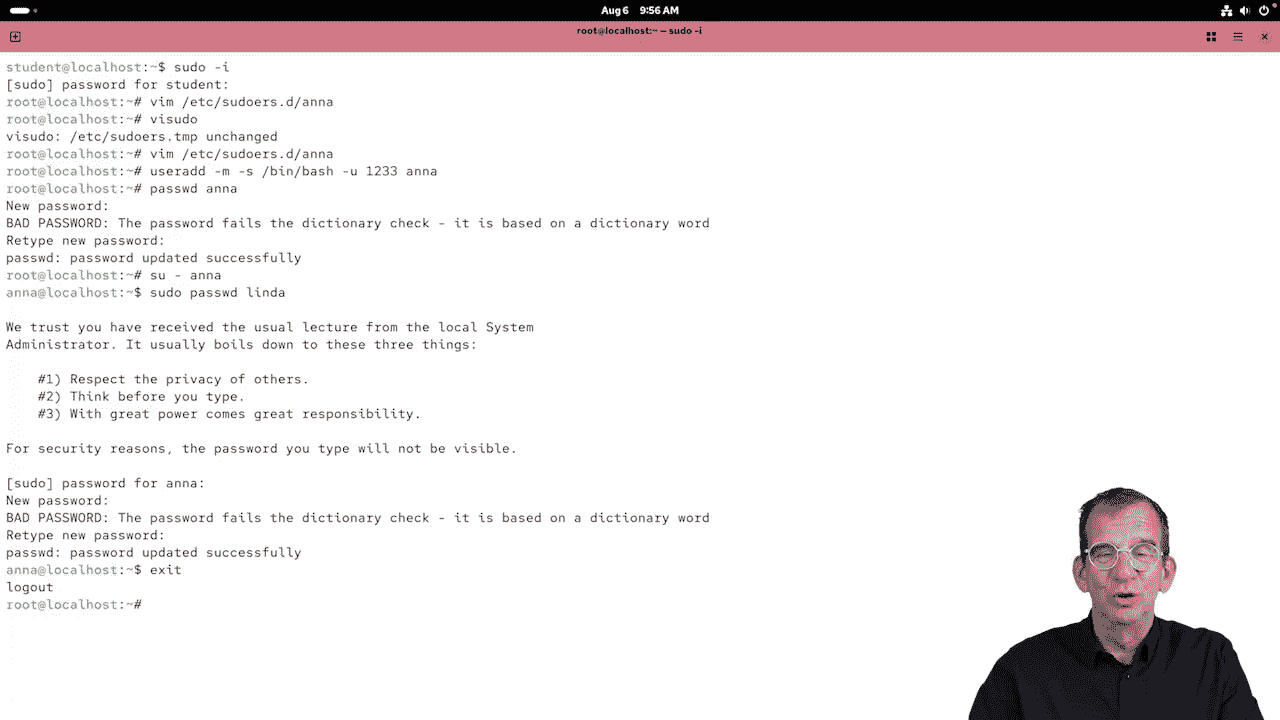 Aug 6 9:56 AM
root@localhost:~ — sudo -i
student@localhost:~$ sudo -i
[sudo] password for student:
root@localhost:~# vim /etc/sudoers.d/anna
root@localhost:~# visudo
visudo: /etc/sudoers.tmp unchanged
root@localhost:~# vim /etc/sudoers.d/anna
root@localhost:~# useradd -m -s /bin/bash -u 1233 anna
root@localhost:~# passwd anna
New password:
BAD PASSWORD: The password fails the dictionary check - it is based on a dictionary word
Retype new password:
passwd: password updated successfully
root@localhost:~# su - anna
anna@localhost:~$ sudo passwd linda
We trust you have received the usual lecture from the local System
Administrator. It usually boils down to these three things:
#1) Respect the privacy of others.
#2) Think before you type.
#3) With great power comes great responsibility.
For security reasons, the password you type will not be visible.
[sudo] password for anna:
New password:
BAD PASSWORD: The password fails the dictionary check - it is based on a dictionary word
Retype new password:
passwd: password updated successfully
anna@localhost:~$ exit
logout
root@localhost:~#